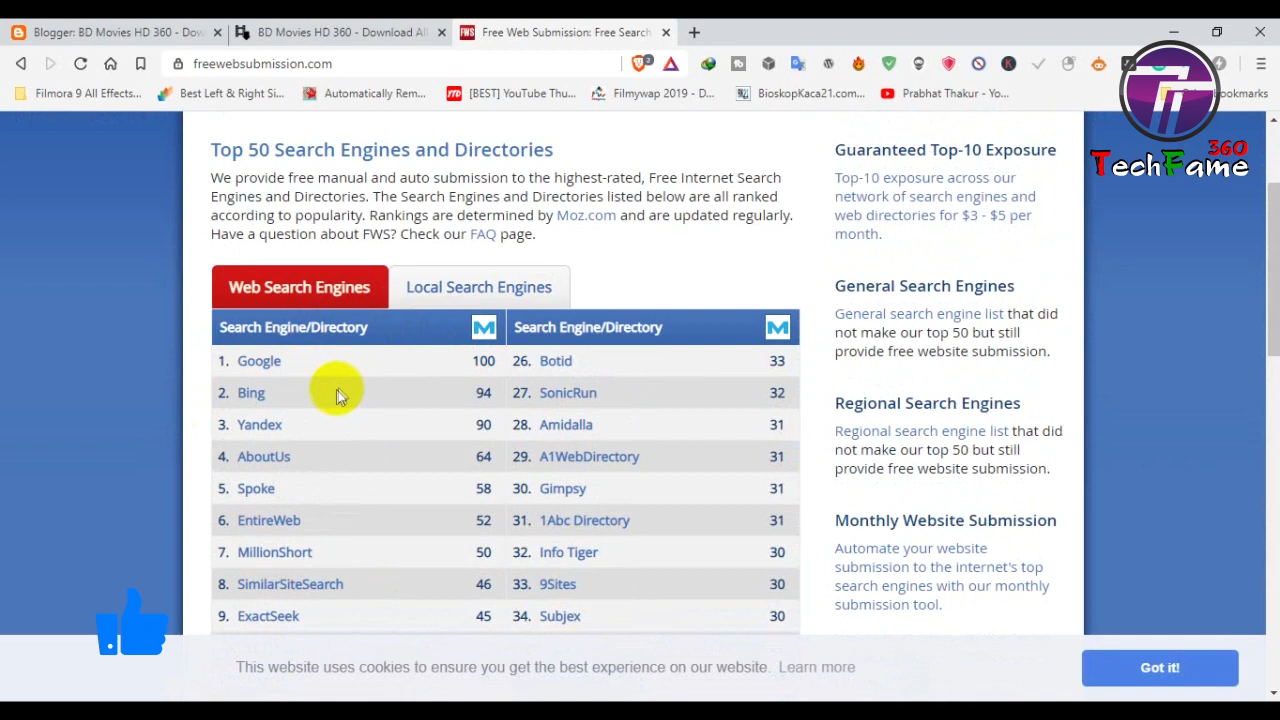 Blogger: BD Movies HD 360 - Dow
BD Movies HD 360 - Download All
Free Web Submission: Free Search
freewebsubmission.com
2
Filmora 9 All Effects...
Best Left & Right Si...
Automatically Rem...
[BEST] YouTube Thu...
Filmywap 2019 – D...
BioskopKaca21.com...
Prabhat Thakur - Yo...
bookmarks
TechFame 360
Top 50 Search Engines and Directories
We provide free manual and auto submission to the highest-rated, Free Internet Search
Engines and Directories. The Search Engines and Directories listed below are all ranked
according to popularity. Rankings are determined by Moz.com and are updated regularly.
Have a question about FWS? Check our FAQ page.
Web Search Engines
Local Search Engines
Search Engine/Directory M Search Engine/Directory M
1. Google 100 26. Botid 33
2. Bing 94 27. SonicRun 32
3. Yandex 90 28. Amidalla 31
4. AboutUs 64 29. A1WebDirectory 31
5. Spoke 58 30. Gimpsy 31
6. EntireWeb 52 31. 1Abc Directory 31
7. MillionShort 50 32. Info Tiger 30
8. SimilarSiteSearch 46 33. 9Sites 30
9. ExactSeek 45 34. Subjex 30
Guaranteed Top-10 Exposure
Top-10 exposure across our
network of search engines and
web directories for $3 - $5 per
month.
General Search Engines
General search engine list that did
not make our top 50 but still
provide free website submission.
Regional Search Engines
Regional search engine list that did
not make our top 50 but still
provide free website submission.
Monthly Website Submission
Automate your website
submission to the internet's top
search engines with our monthly
submission tool.
This website uses cookies to ensure you get the best experience on our website. Learn more
Got it!